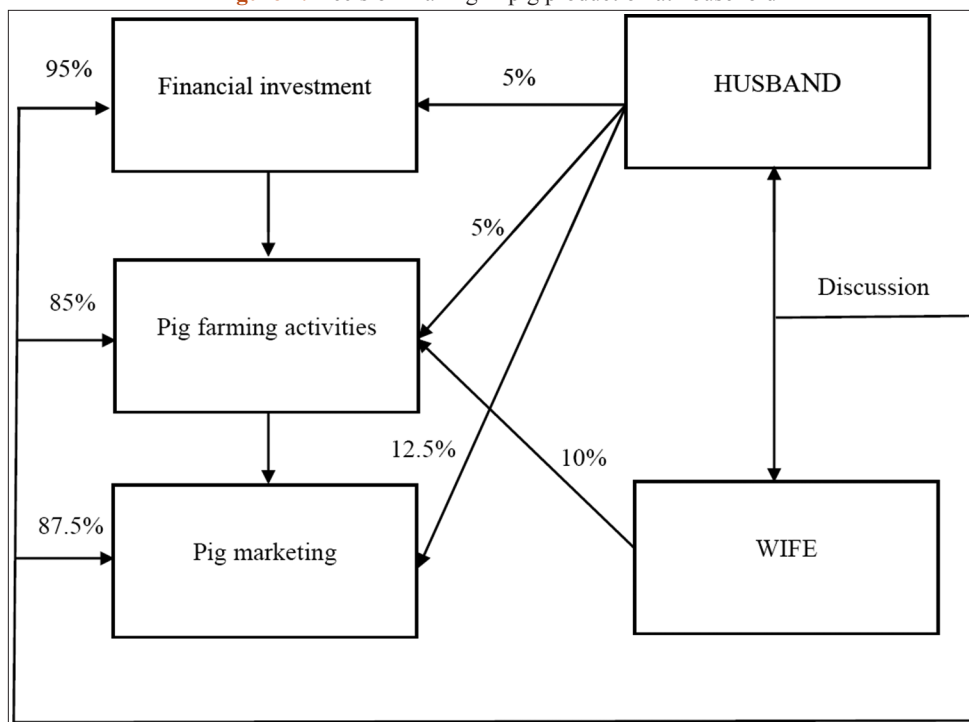 95%
Financial investment
5%
HUSBAND
5%
85%
Pig farming activities
Discussion
12.5%
10%
87.5%
Pig marketing
WIFE